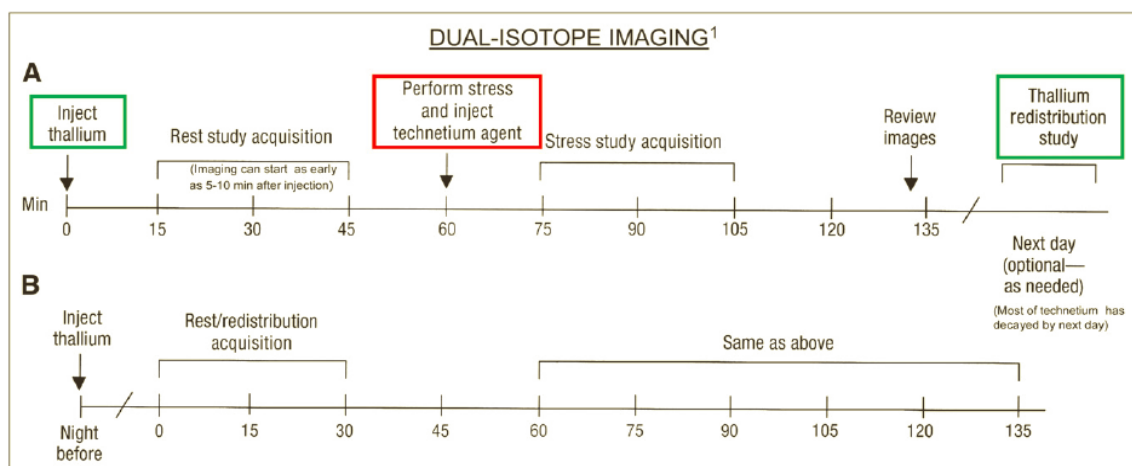 DUAL-ISOTOPE IMAGING1
A
Inject
thallium
Rest study acquisition
(Imaging can start as early
as 5-10 min after injection)
Perform stress
and inject
technetium agent
Stress study acquisition
Review
images
Thallium
redistribution
study
Min
0 15 30 45 60 75 90 105 120 135
Next day
(optional—
as needed)
(Most of technetium has
decayed by next day)
B
Inject
thallium
Rest/redistribution
acquisition
Same as above
Night
before
0 15 30 45 60 75 90 105 120 135